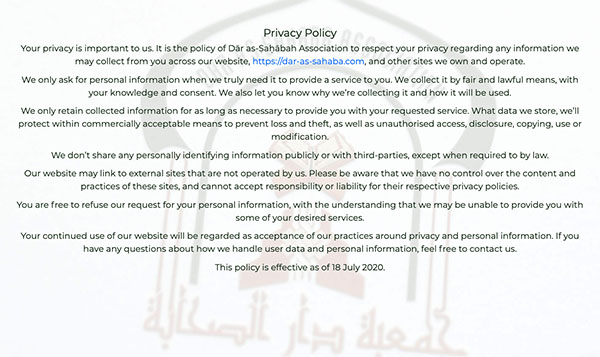 Privacy Policy
Your privacy is important to us. It is the policy of Dār as-Ṣaḥābah Association to respect your privacy regarding any information we
may collect from you across our website, https://dar-as-sahaba.com, and other sites we own and operate.
We only ask for personal information when we truly need it to provide a service to you. We collect it by fair and lawful means, with
your knowledge and consent. We also let you know why we’re collecting it and how it will be used.
We only retain collected information for as long as necessary to provide you with your requested service. What data we store, we’ll
protect within commercially acceptable means to prevent loss and theft, as well as unauthorised access, disclosure, copying, use or
modification.
We don’t share any personally identifying information publicly or with third-parties, except when required to by law.
Our website may link to external sites that are not operated by us. Please be aware that we have no control over the content and
practices of these sites, and cannot accept responsibility or liability for their respective privacy policies.
You are free to refuse our request for your personal information, with the understanding that we may be unable to provide you with
some of your desired services.
Your continued use of our website will be regarded as acceptance of our practices around privacy and personal information. If you
have any questions about how we handle user data and personal information, feel free to contact us.
This policy is effective as of 18 July 2020.
جمعية دار الصحابة